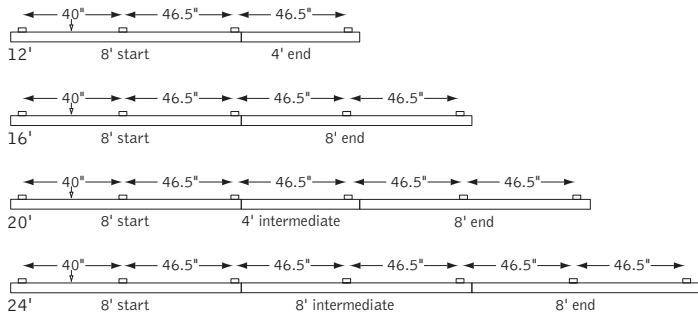 40" 46.5" 46.5"
12' 8' start 4' end
40" 46.5" 46.5" 46.5"
16' 8' start 8' end
40" 46.5" 46.5" 46.5" 46.5"
20' 8' start 4' intermediate 8' end
40" 46.5" 46.5" 46.5" 46.5" 46.5"
24' 8' start 8' intermediate 8' end